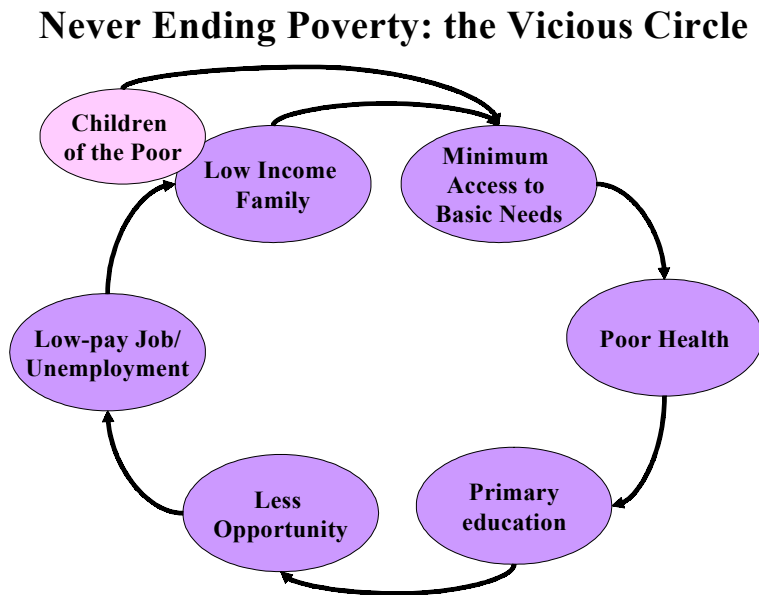 Never Ending Poverty: the Vicious Circle
Children
of the Poor
Low Income
Family
Minimum
Access to
Basic Needs
Poor Health
Primary
education
Less
Opportunity
Low-pay Job/
Unemployment